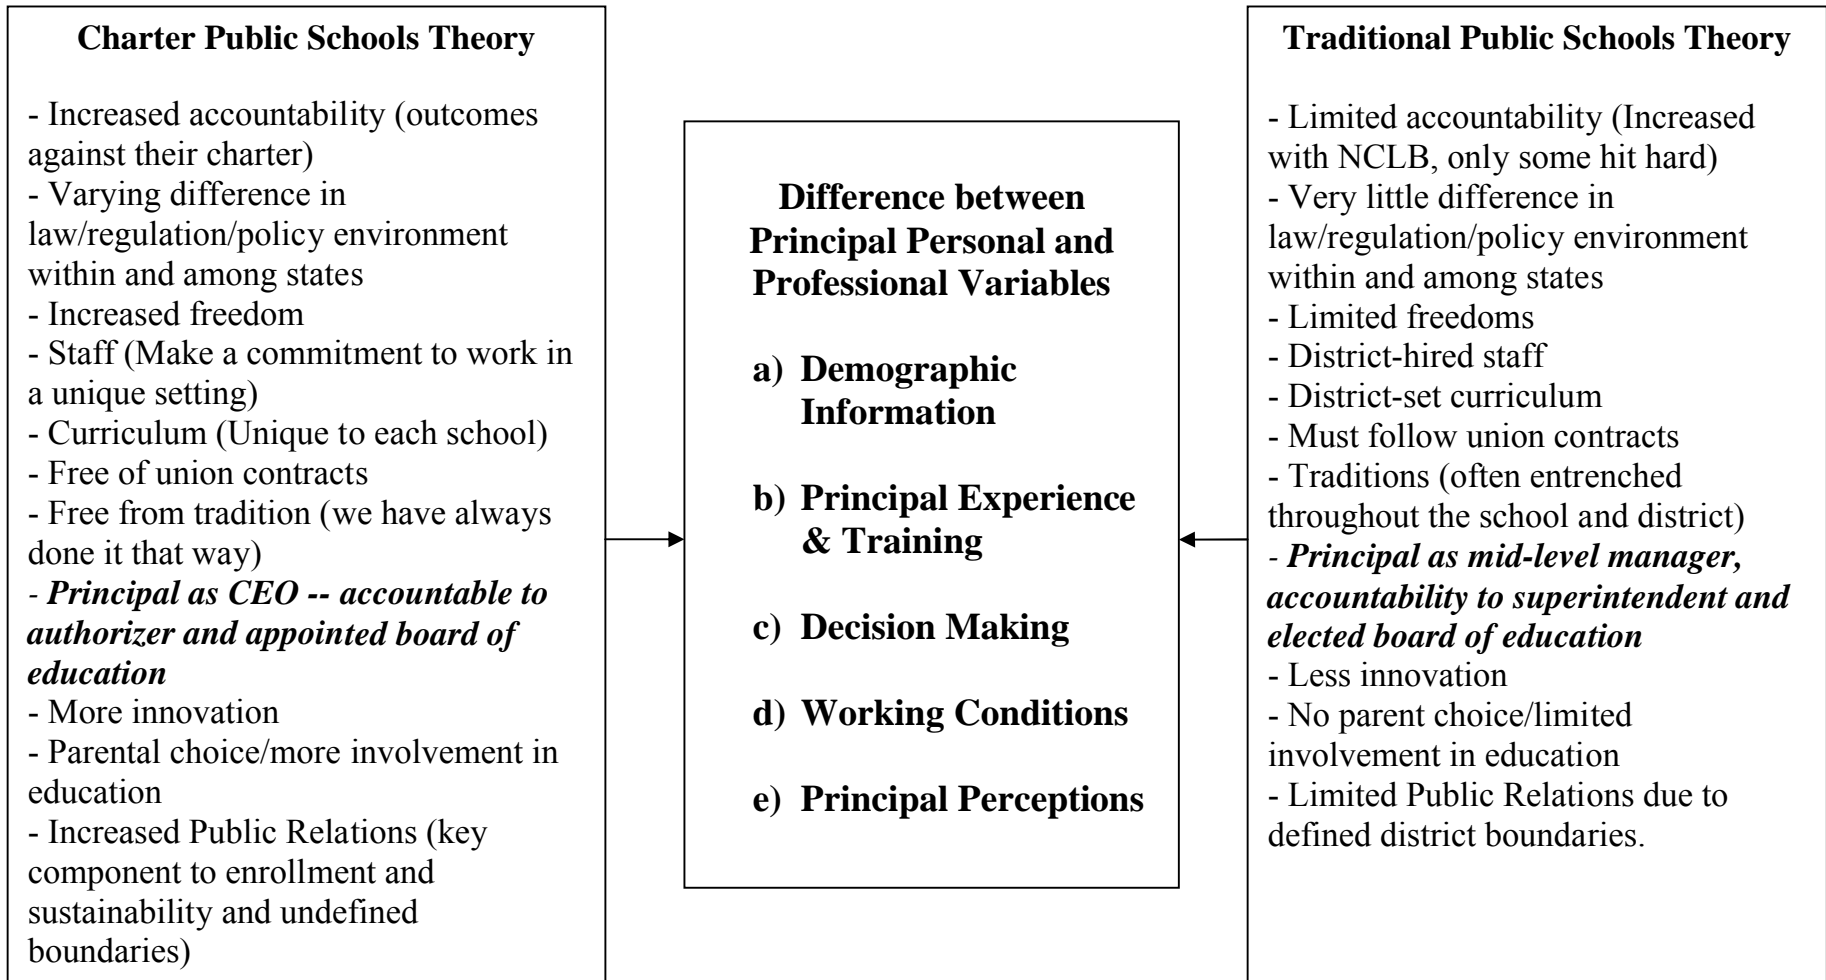 Charter Public Schools Theory
- Increased accountability (outcomes
against their charter)
- Varying difference in
law/regulation/policy environment
within and among states
- Increased freedom
- Staff (Make a commitment to work in
a unique setting)
- Curriculum (Unique to each school)
- Free of union contracts
- Free from tradition (we have always
done it that way)
- Principal as CEO -- accountable to
authorizer and appointed board of
education
- More innovation
- Parental choice/more involvement in
education
- Increased Public Relations (key
component to enrollment and
sustainability and undefined
boundaries)
Difference between
Principal Personal and
Professional Variables
a) Demographic
Information
b) Principal Experience
& Training
c) Decision Making
d) Working Conditions
e) Principal Perceptions
Traditional Public Schools Theory
- Limited accountability (Increased
with NCLB, only some hit hard)
- Very little difference in
law/regulation/policy environment
within and among states
- Limited freedoms
- District-hired staff
- District-set curriculum
- Must follow union contracts
- Traditions (often entrenched
throughout the school and district)
- Principal as mid-level manager,
accountability to superintendent and
elected board of education
- Less innovation
- No parent choice/limited
involvement in education
- Limited Public Relations due to
defined district boundaries.